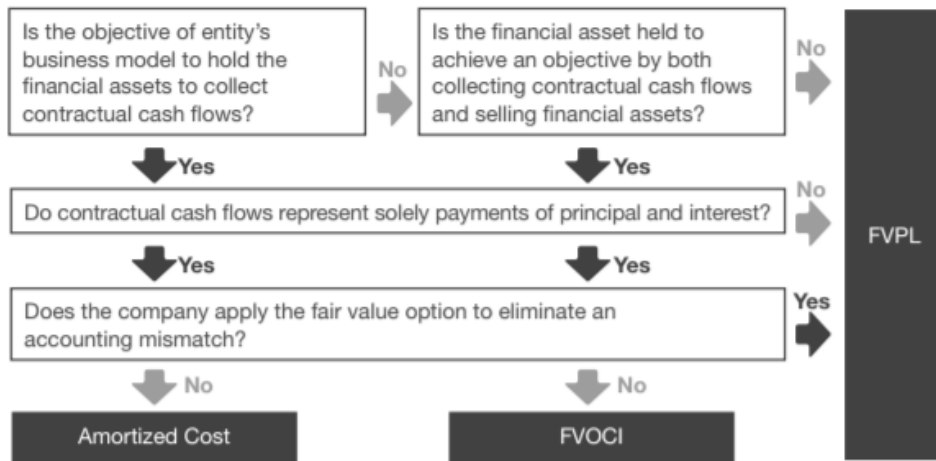 Is the objective of entity's
business model to hold the
financial assets to collect
contractual cash flows?
No
Is the financial asset held to
achieve an objective by both
collecting contractual cash flows
and selling financial assets?
No
Yes
Yes
Do contractual cash flows represent solely payments of principal and interest?
No
FVPL
Yes
Yes
Does the company apply the fair value option to eliminate an
accounting mismatch?
Yes
No
No
Amortized Cost
FVOCI